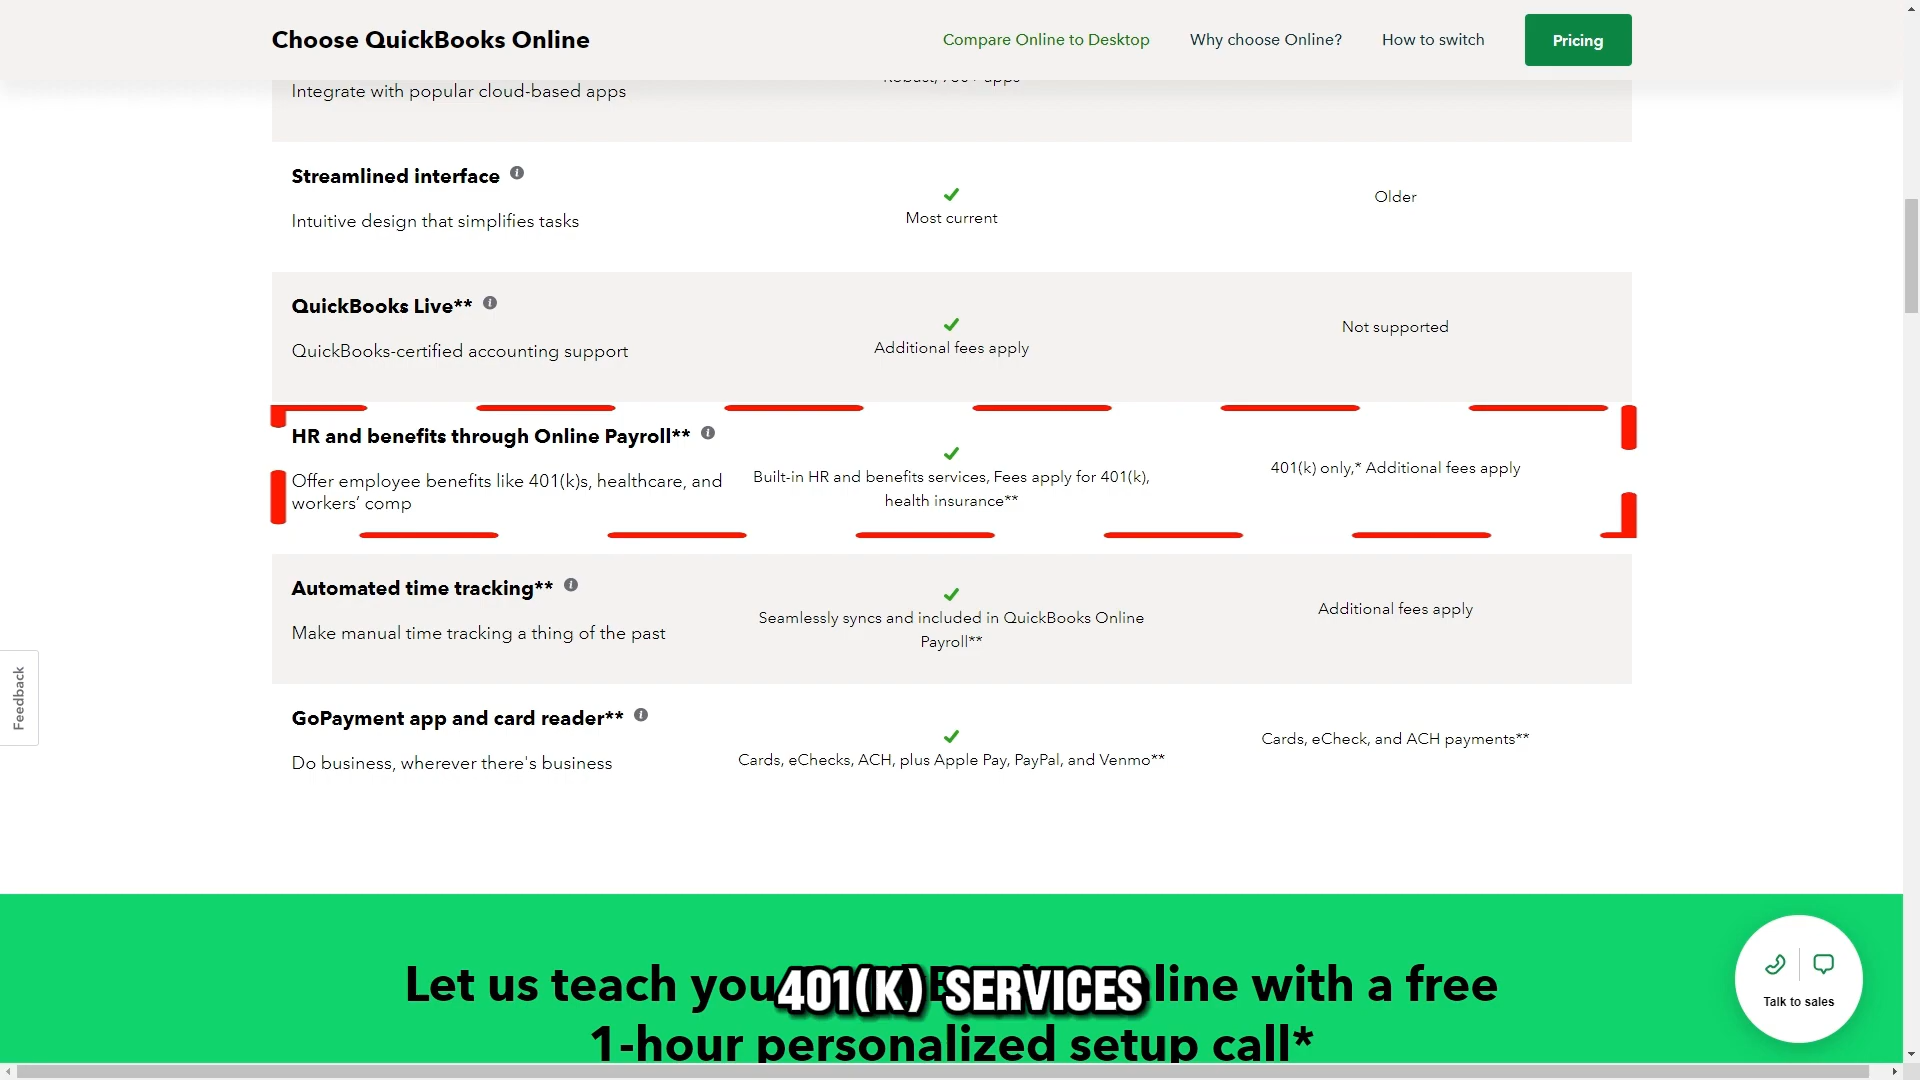 Choose QuickBooks Online
Compare Online to Desktop
Why choose Online?
How to switch
Pricing
Integrate with popular cloud-based apps
Streamlined interface
Intuitive design that simplifies tasks
Most current
Older
QuickBooks Live**
QuickBooks-certified accounting support
Additional fees apply
Not supported
HR and benefits through Online Payroll**
Offer employee benefits like 401(k)s, healthcare, and
workers’ comp
Built-in HR and benefits services, Fees apply for 401(k),
health insurance**
401(k) only,* Additional fees apply
Automated time tracking**
Make manual time tracking a thing of the past
Seamlessly syncs and included in QuickBooks Online
Payroll**
Additional fees apply
GoPayment app and card reader**
Do business, wherever there's business
Cards, eChecks, ACH, plus Apple Pay, PayPal, and Venmo**
Cards, eCheck, and ACH payments**
Feedback
Let us teach you line with a free
401(K) SERVICES
1-hour personalized setup call*
Talk to sales